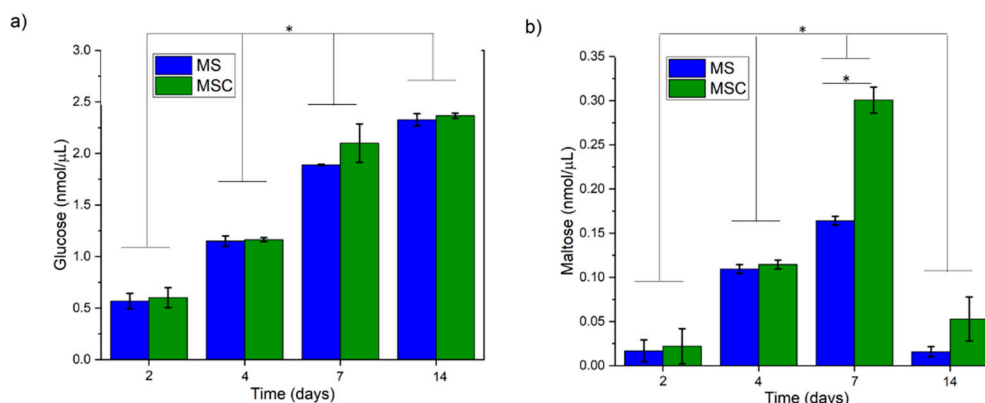 a)
*
MS
MSC
Glucose (nmol/μL)
3.0
2.5
2.0
1.5
1.0
0.5
0.0
2 4 7 14
Time (days)
b)
*
MS
MSC
*
Maltose (nmol/μL)
0.35
0.30
0.25
0.20
0.15
0.10
0.05
0.00
2 4 7 14
Time (days)